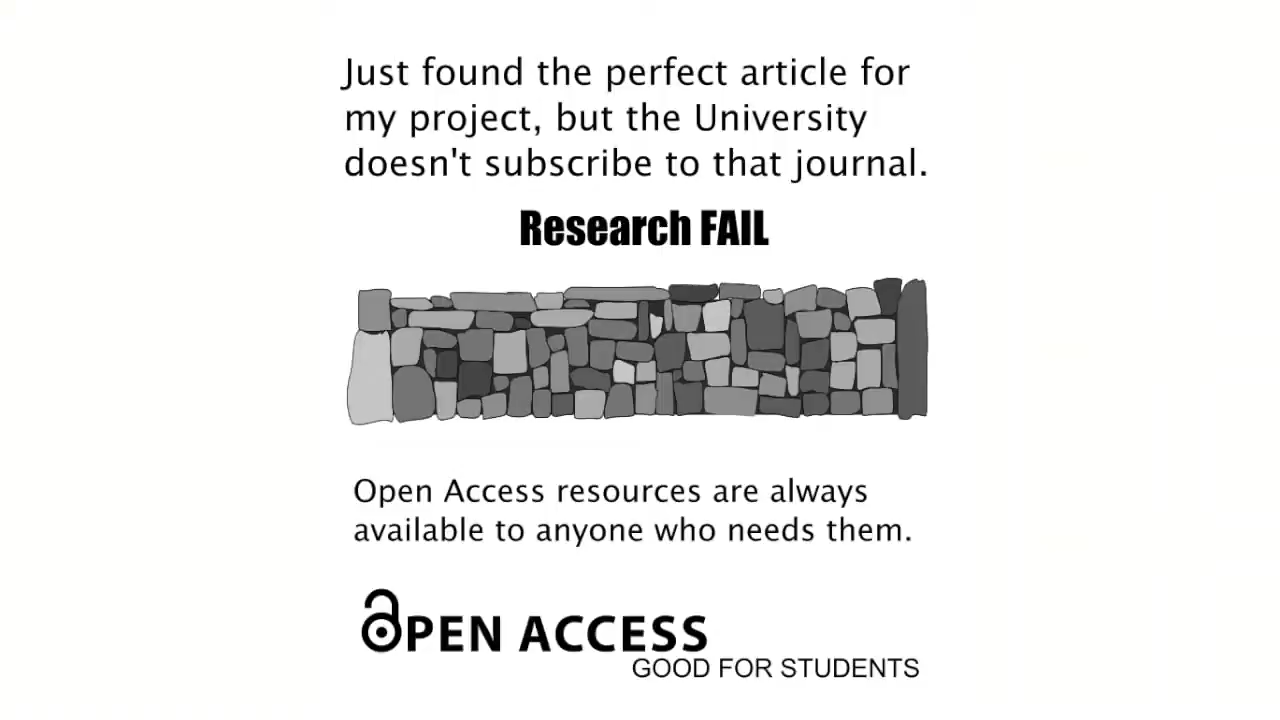 Just found the perfect article for
my project, but the University
doesn't subscribe to that journal.
Research FAIL
Open Access resources are always
available to anyone who needs them.
OPEN ACCESS
GOOD FOR STUDENTS